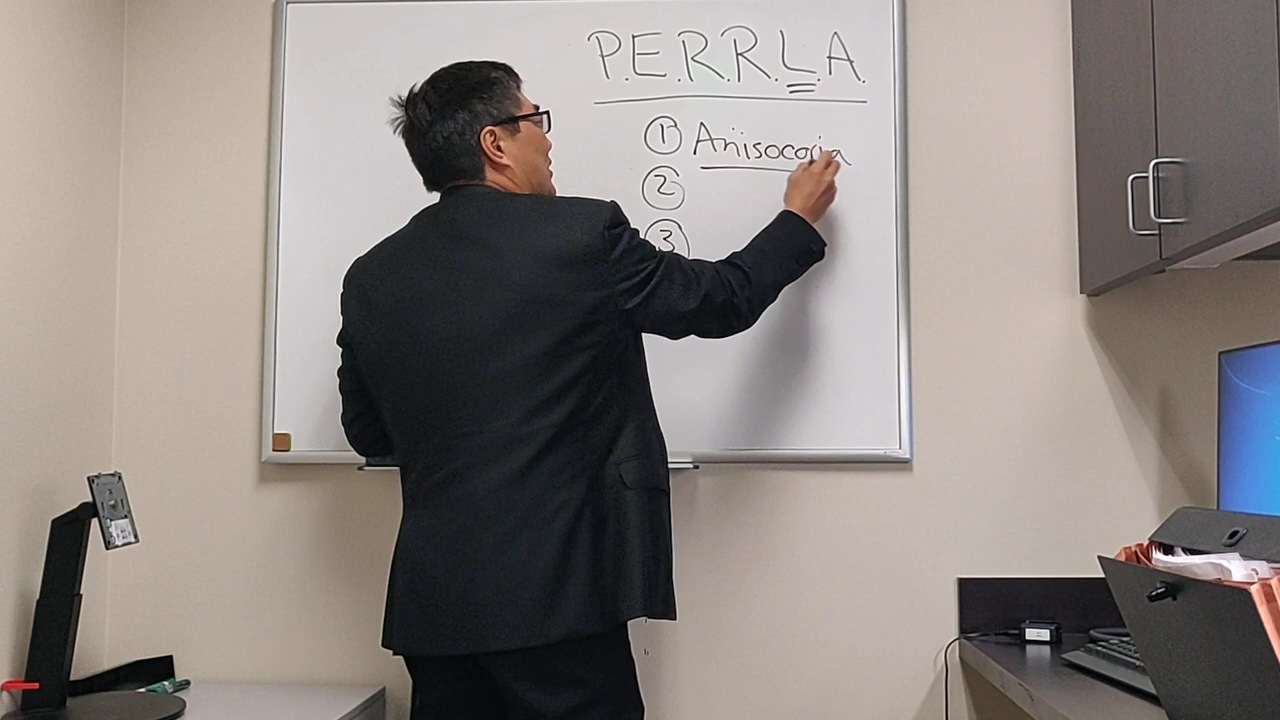 P.E.R.R.L.A.
① Anisocoria
②
③